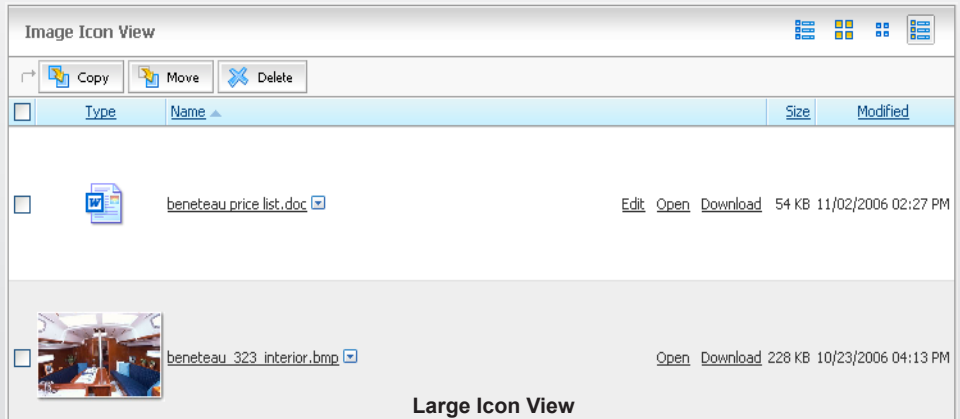 Image Icon View
Copy Move Delete
Type Name Size Modified
beneteau price list.doc Edit Open Download 54 KB 11/02/2006 02:27 PM
beneteau_323_interior.bmp Open Download 228 KB 10/23/2006 04:13 PM
Large Icon View